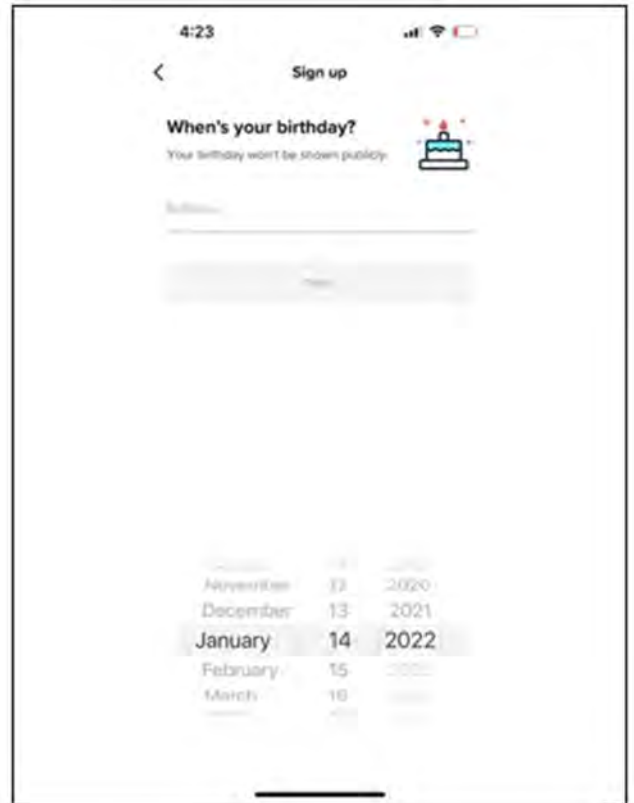 4:23
Sign up
When's your birthday?
Your birthday won't be shown publicly.
November 12 2020
December 13 2021
January 14 2022
February 15
March 16